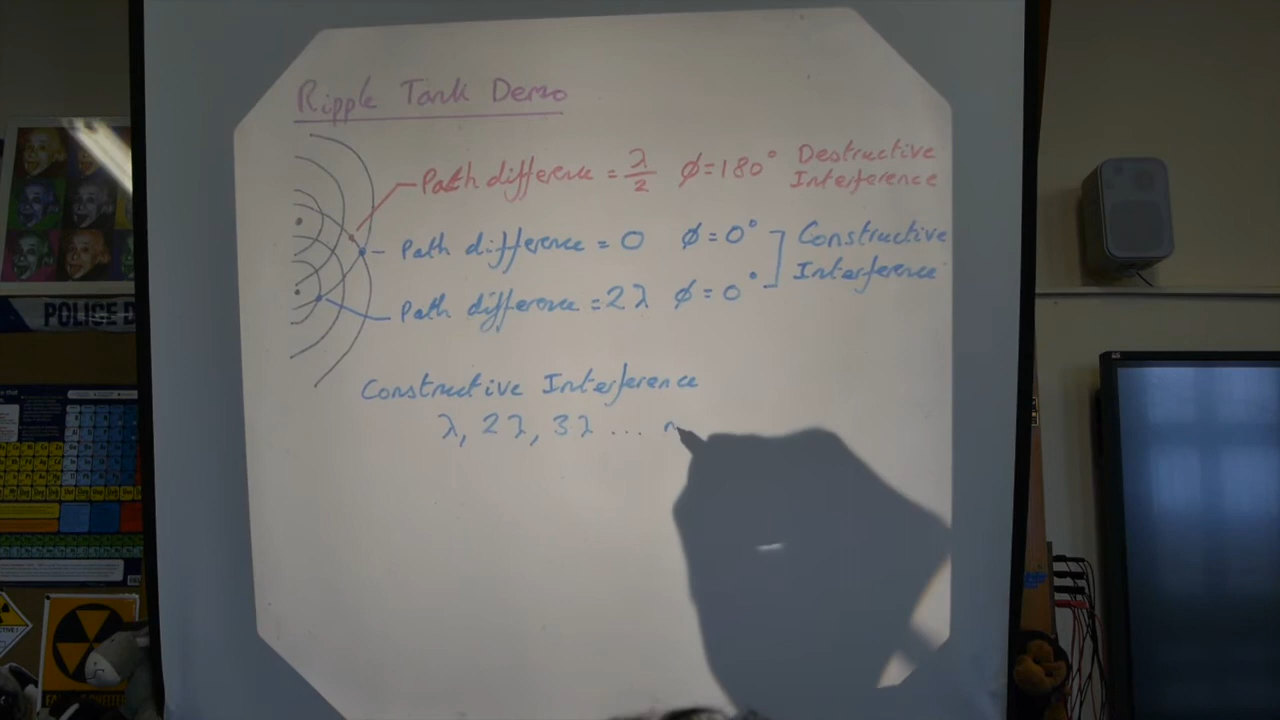 Ripple Tank Demo
Path difference = λ/2 ϕ=180° Destructive Interference
Path difference = 0 ϕ=0° Constructive
Path difference = 2λ ϕ=0° Interference
Constructive Interference
λ, 2λ, 3λ ... n
POLICE D